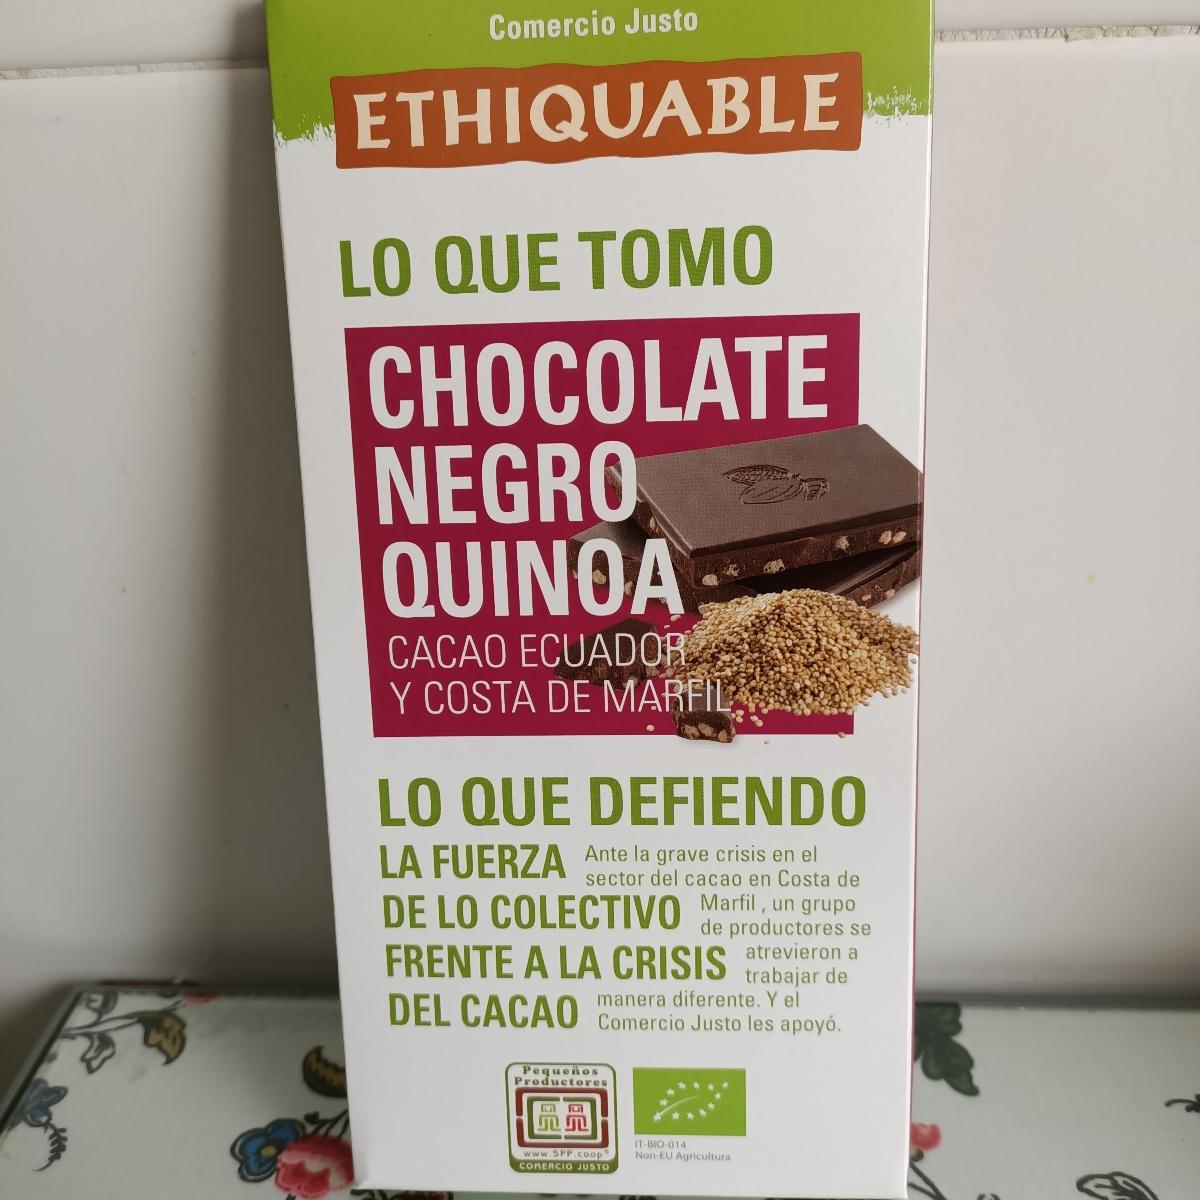 Comercio Justo
ETHIQUABLE
LO QUE TOMO
CHOCOLATE
NEGRO
QUINOA
CACAO ECUADOR
Y COSTA DE MARFIL
LO QUE DEFIENDO
LA FUERZA
DE LO COLECTIVO
FRENTE A LA CRISIS
DEL CACAO
Ante la grave crisis en el
sector del cacao en Costa de
Marfil , un grupo
de productores se
atrevieron a
trabajar de
manera diferente. Y el
Comercio Justo les apoyó.
Pequeños
Productores
www.SPP.coop®
COMERCIO JUSTO
IT-BIO-014
Non-EU Agricultura